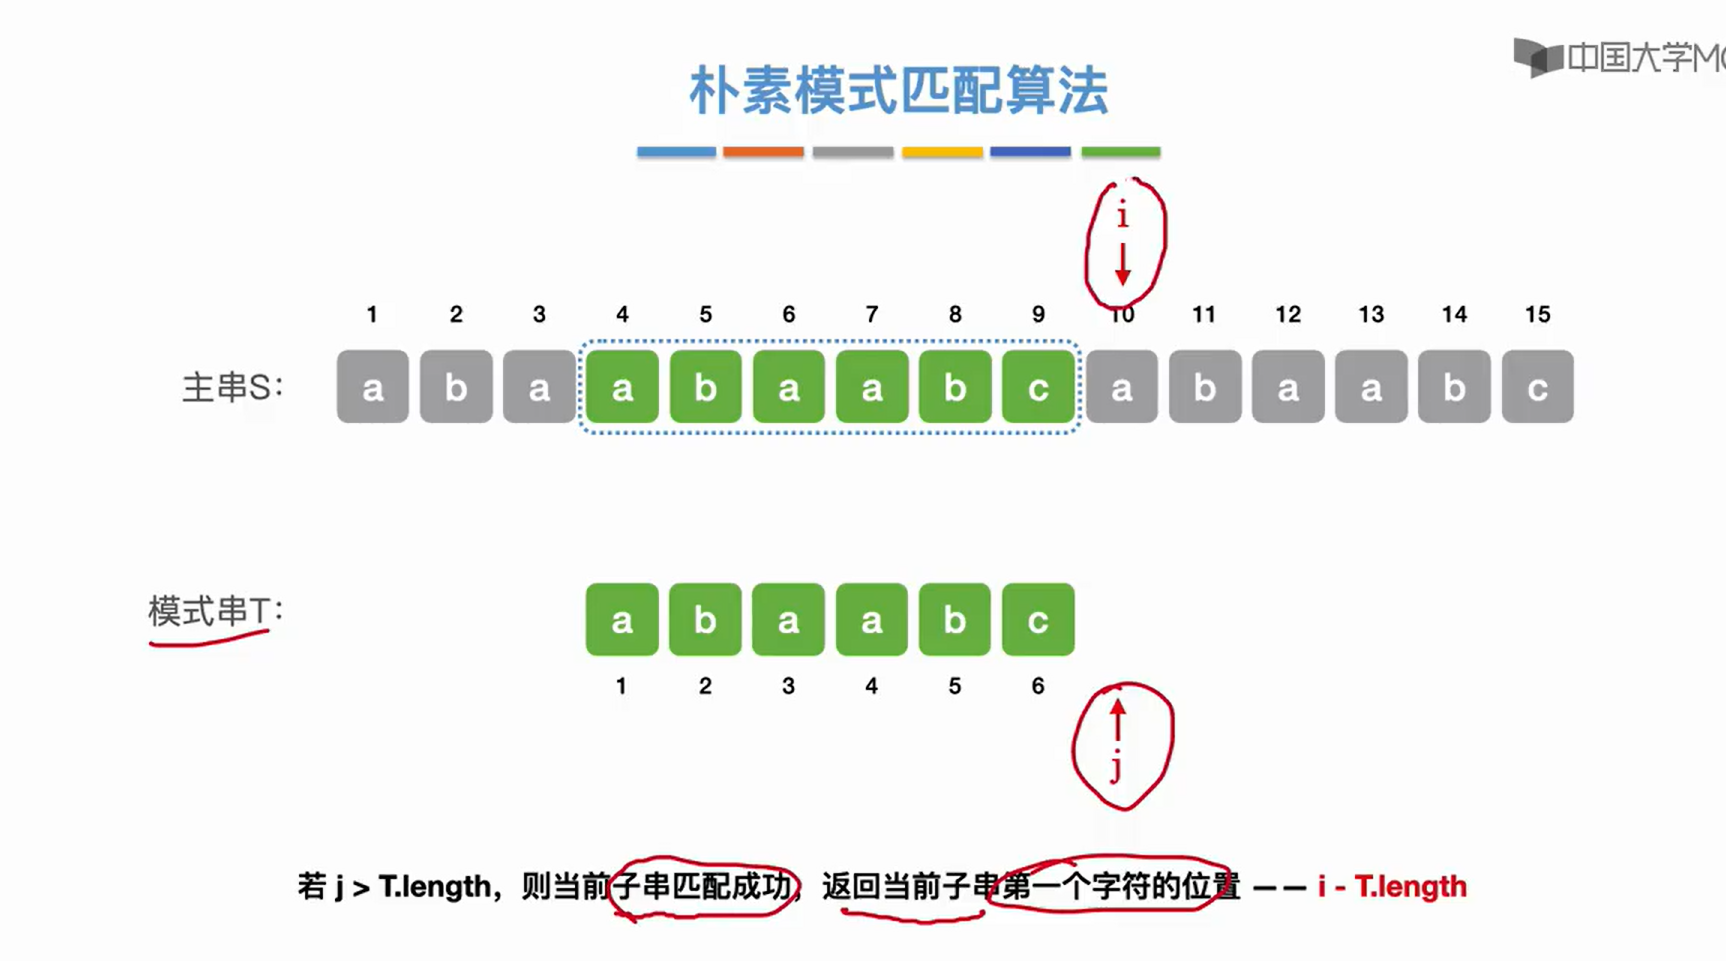 中国大学MO
朴素模式匹配算法
i
1 2 3 4 5 6 7 8 9 10 11 12 13 14 15
主串S： a b a a b a a b c a b a a b c
模式串T： a b a a b c
1 2 3 4 5 6
j
若 j > T.length，则当前子串匹配成功，返回当前子串第一个字符的位置 —— i - T.length